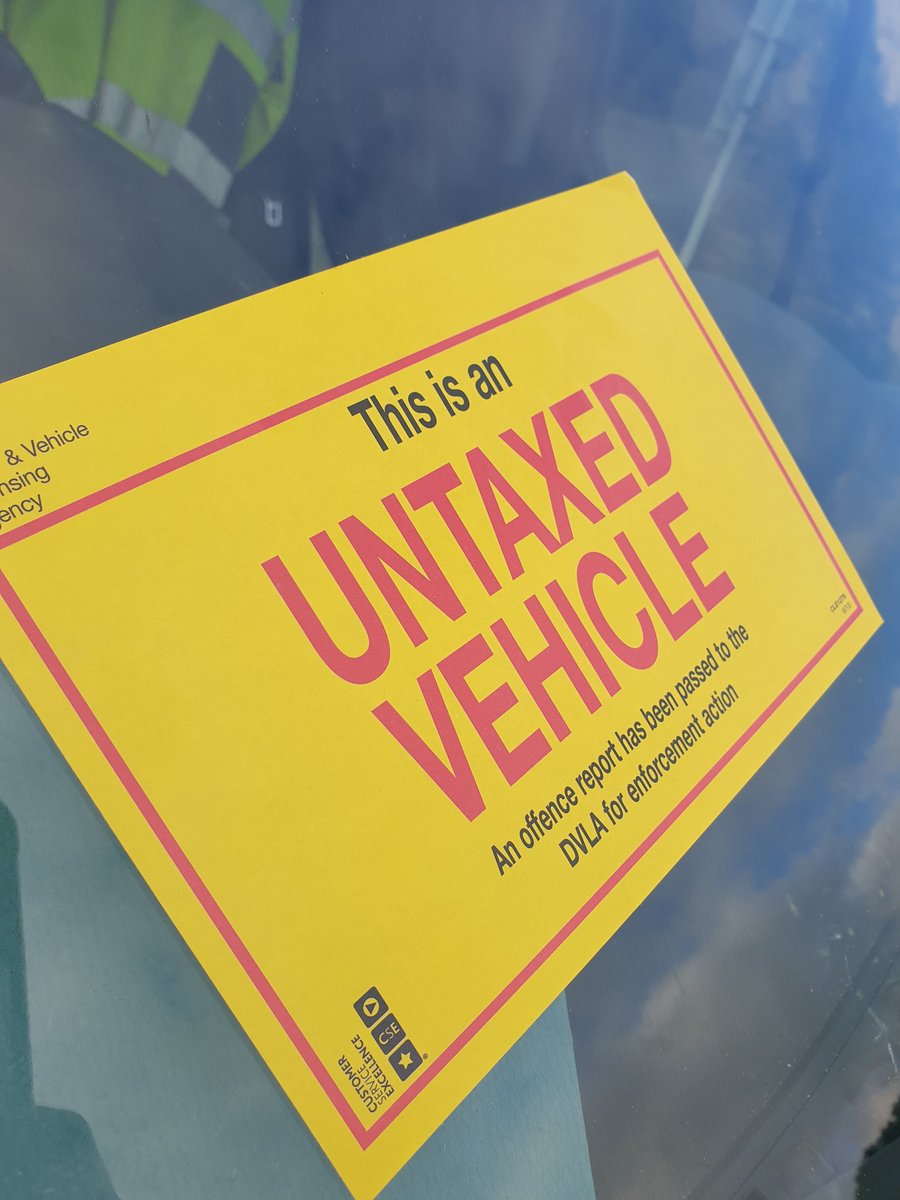 & Vehicle
nsing
ency
This is an
UNTAXED
VEHICLE
An offence report has been passed to the
DVLA for enforcement action
CUSTOMER
SERVICE
EXCELLENCE
CSE
CLE1279